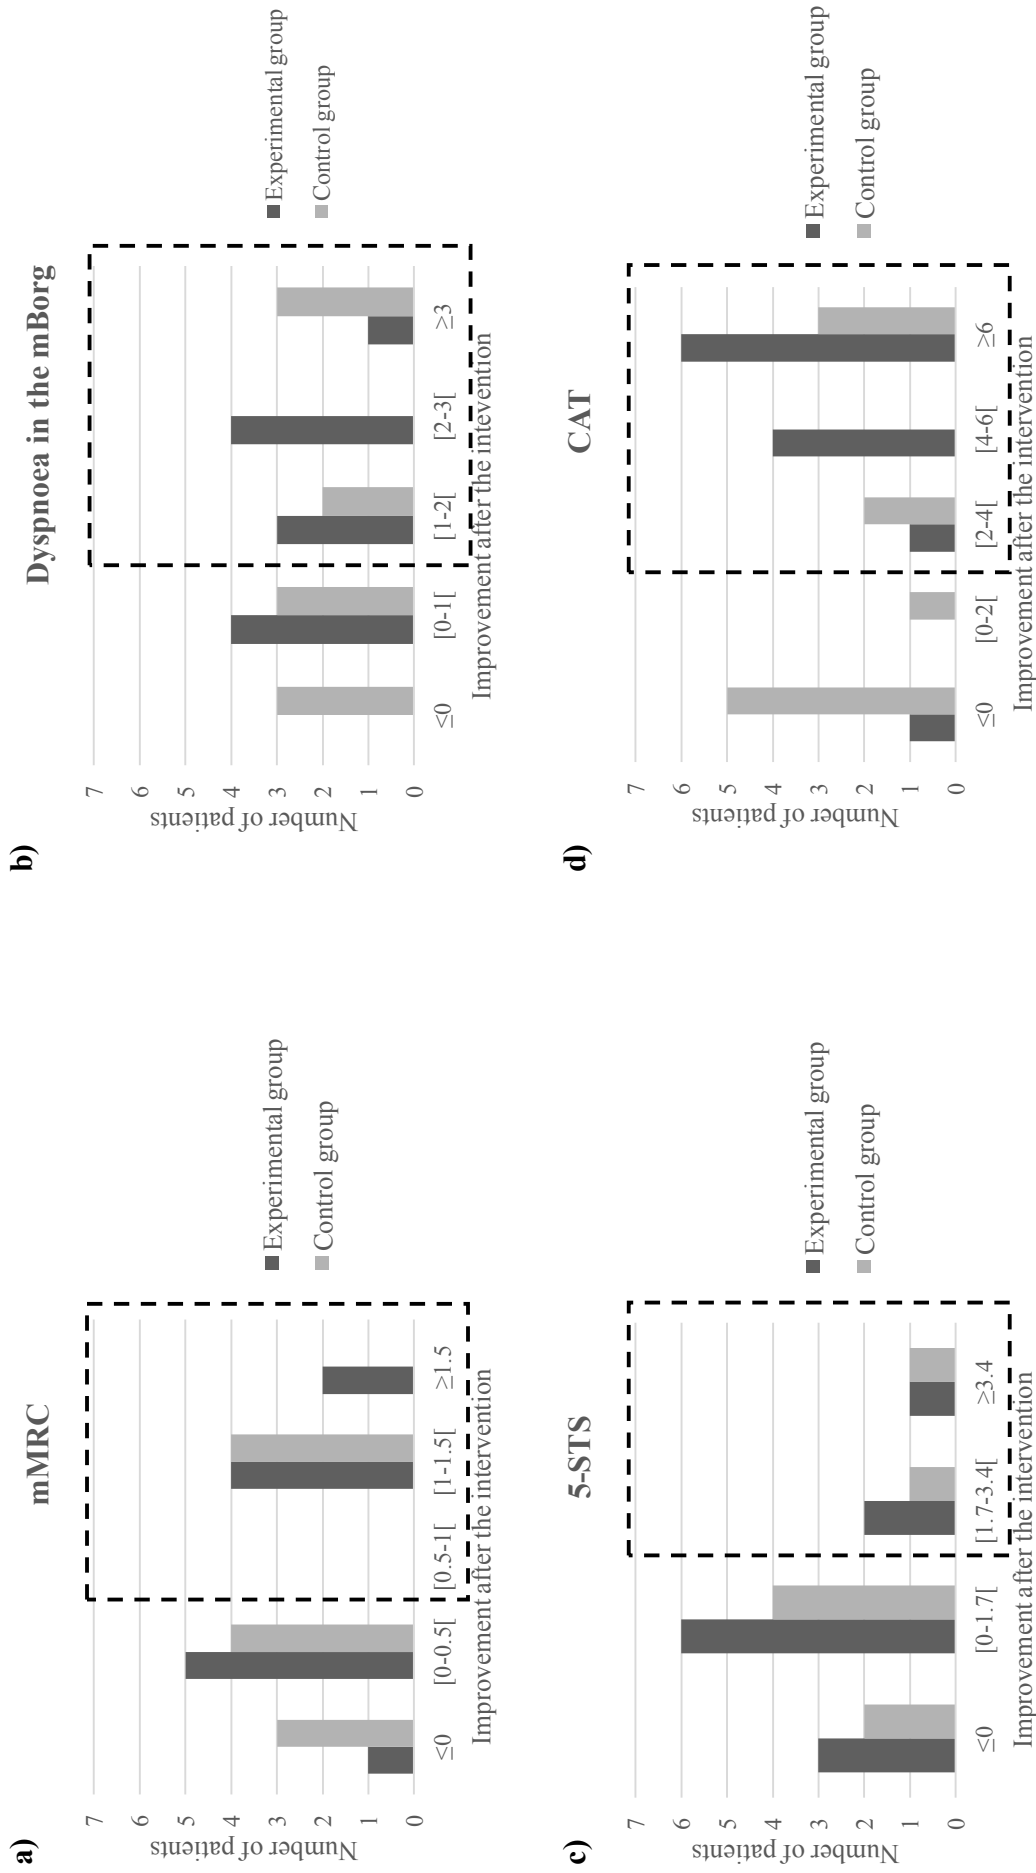 a)
mMRC
Number of patients
7
6
5
4
3
2
1
0
≤0
[0-0.5[
[0.5-1[
[1-1.5[
≥1.5
Improvement after the intervention
Experimental group
Control group
b)
Dyspnoea in the mBorg
Number of patients
7
6
5
4
3
2
1
0
≤0
[0-1[
[1-2[
[2-3[
≥3
Improvement after the intevention
Experimental group
Control group
c)
5-STS
Number of patients
7
6
5
4
3
2
1
0
≤0
[0-1.7[
[1.7-3.4[
≥3.4
Improvement after the intervention
Experimental group
Control group
d)
CAT
Number of patients
7
6
5
4
3
2
1
0
≤0
[0-2[
[2-4[
[4-6[
≥6
Improvement after the intervention
Experimental group
Control group